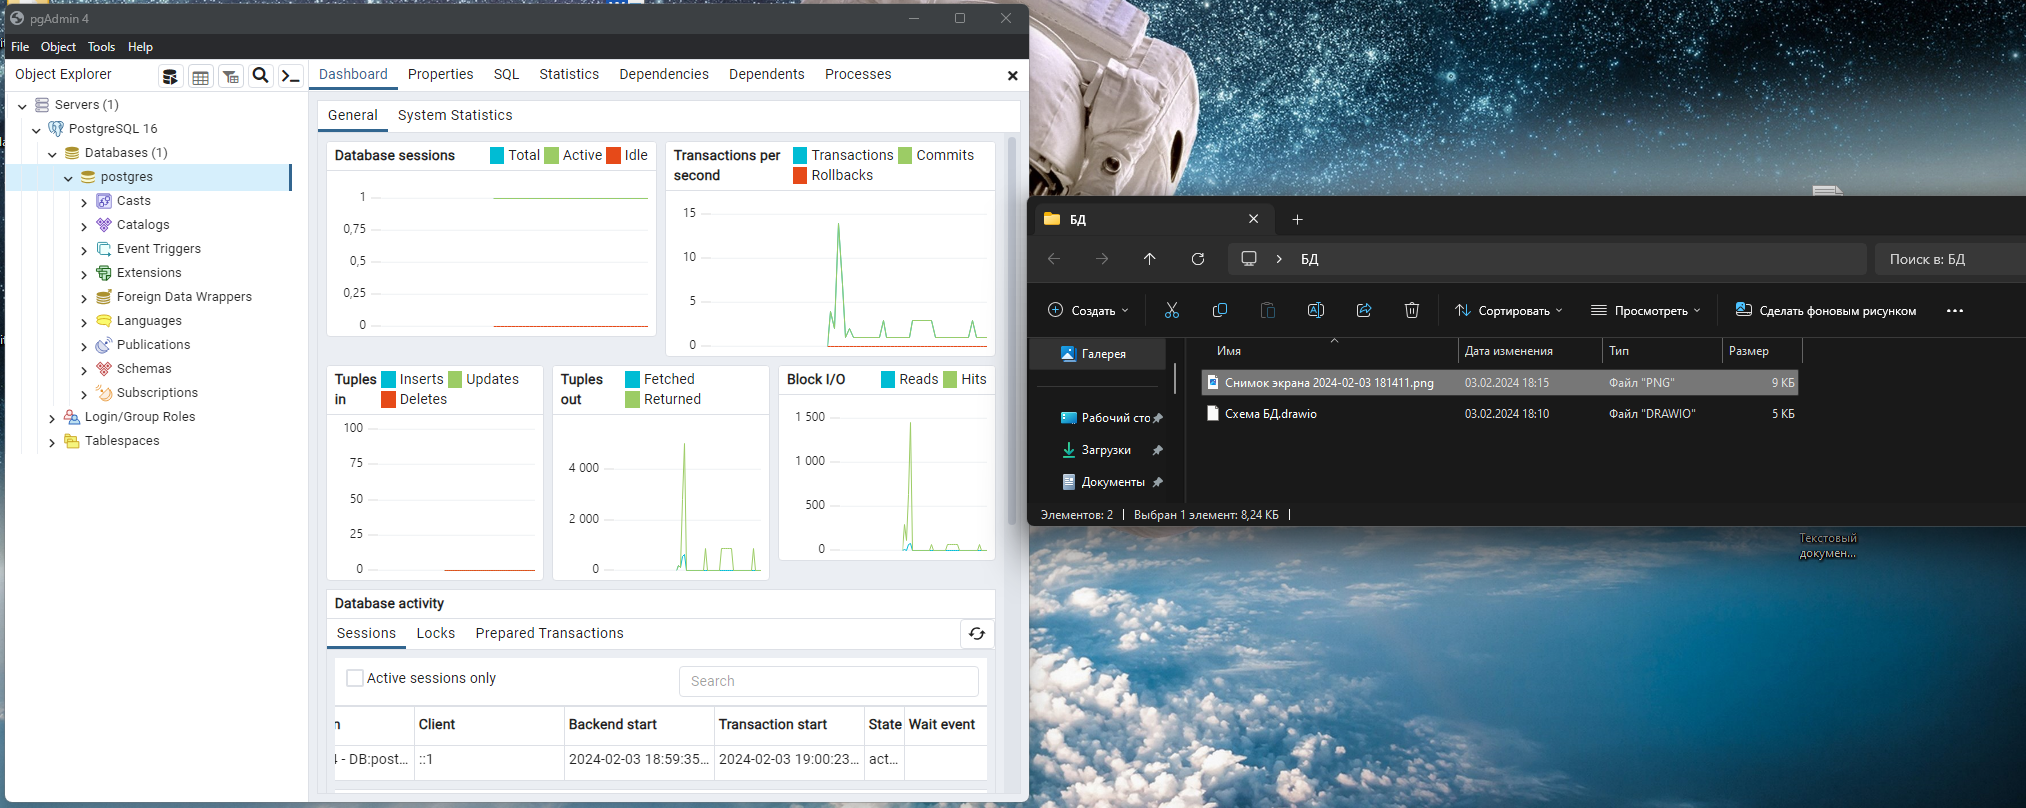 pgAdmin 4
File Object Tools Help
Object Explorer
Servers (1)
PostgreSQL 16
Databases (1)
postgres
Casts
Catalogs
Event Triggers
Extensions
Foreign Data Wrappers
Languages
Publications
Schemas
Subscriptions
Login/Group Roles
Tablespaces
Dashboard Properties SQL Statistics Dependencies Dependents Processes
General System Statistics
Database sessions Total Active Idle
1
0,75
0,5
0,25
0
Transactions per second Transactions Commits Rollbacks
15
10
5
0
Tuples in Inserts Updates Deletes
100
75
50
25
0
Tuples out Fetched Returned
4 000
2 000
0
Block I/O Reads Hits
1 500
1 000
500
0
Database activity
Sessions Locks Prepared Transactions
Active sessions only Search
n Client Backend start Transaction start State Wait event
- DB:post... ::1 2024-02-03 18:59:35... 2024-02-03 19:00:23... act...
БД
БД Поиск в: БД
Создать Сортировать Просмотреть Сделать фоновым рисунком
Галерея
Рабочий сто
Загрузки
Документы
Имя Дата изменения Тип Размер
Снимок экрана 2024-02-03 181411.png 03.02.2024 18:15 Файл "PNG" 9 КБ
Схема БД.drawio 03.02.2024 18:10 Файл "DRAWIO" 5 КБ
Элементов: 2 Выбран 1 элемент: 8,24 КБ
Текстовый
докумен...